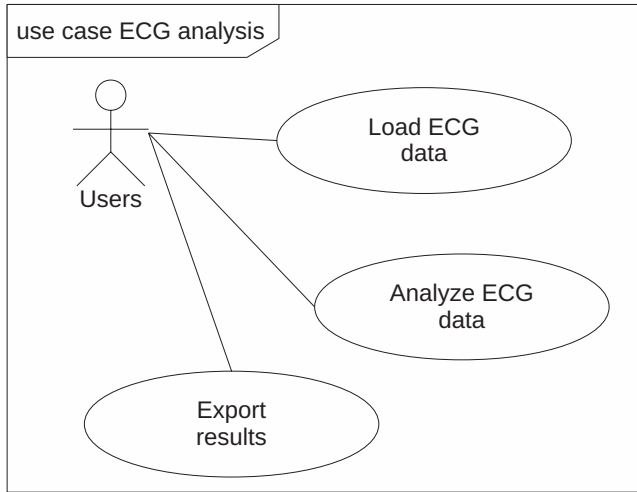 use case ECG analysis
Load ECG
data
Users
Analyze ECG
data
Export
results